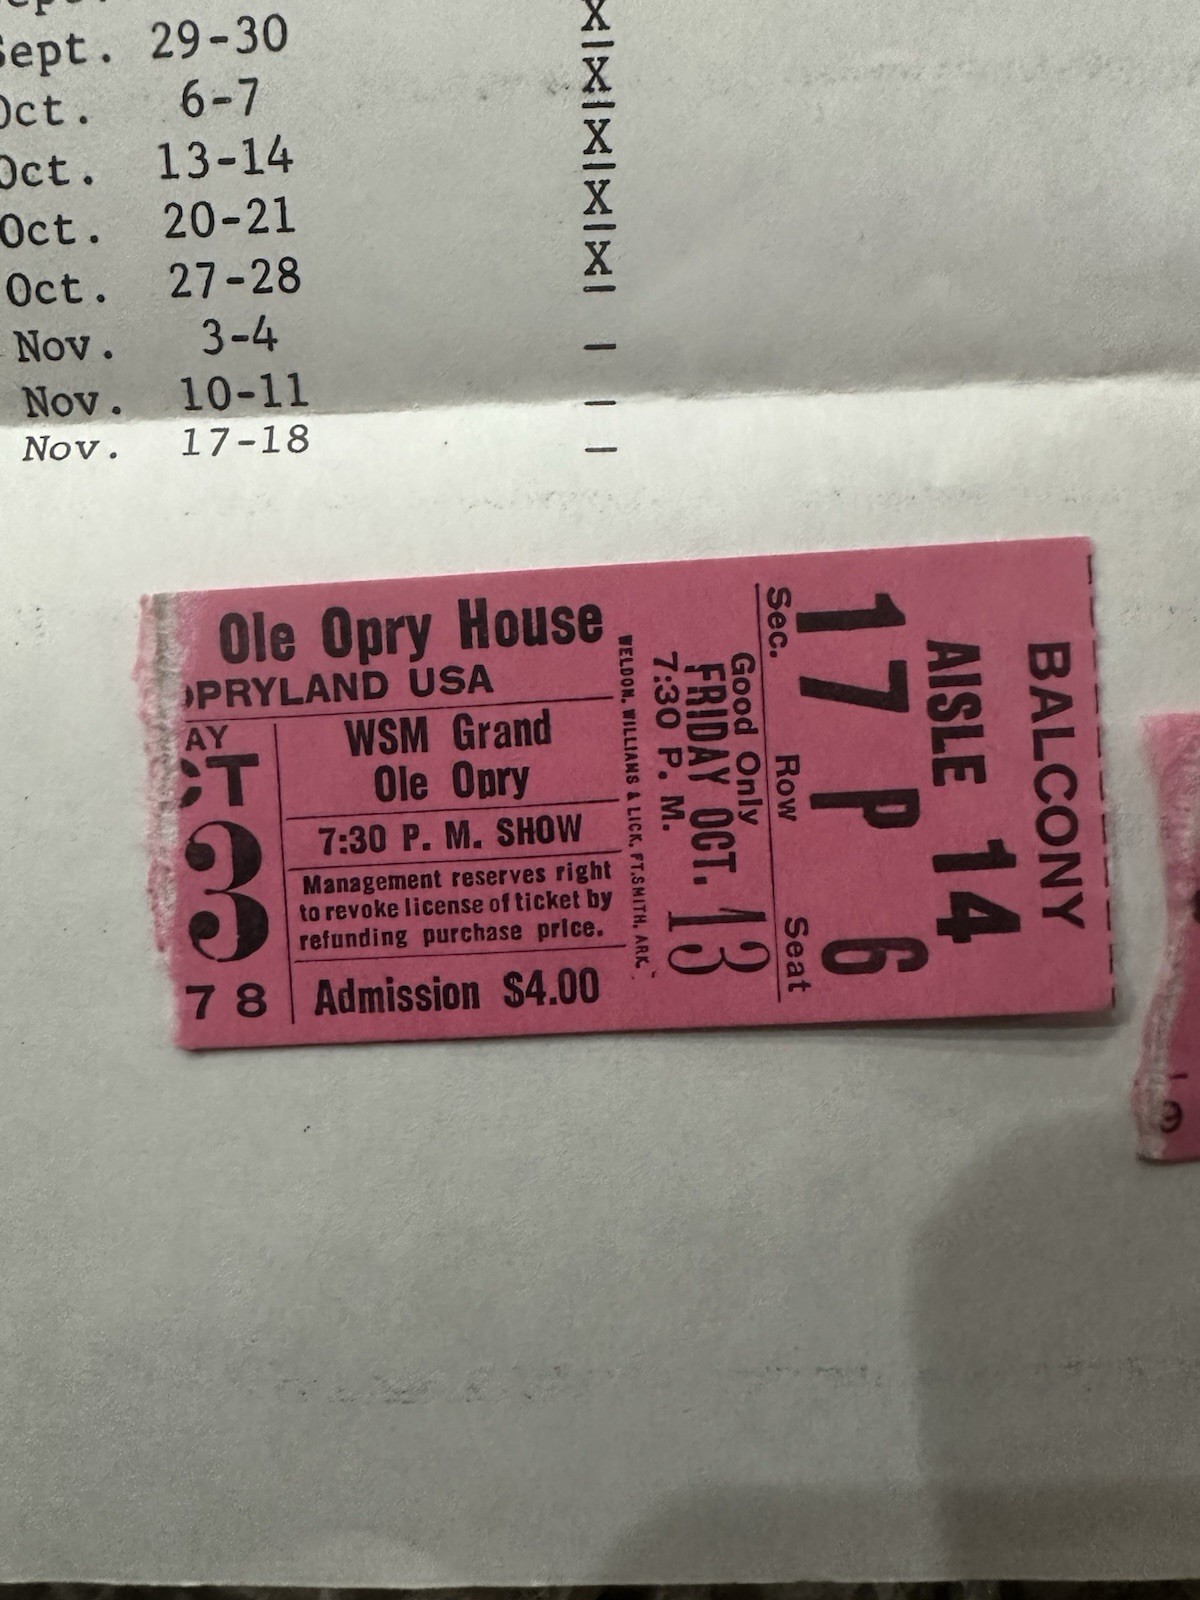 Sept. 29-30 X
Oct. 6-7 X
Oct. 13-14 X
Oct. 20-21 X
Oct. 27-28 X
Nov. 3-4 _
Nov. 10-11 _
Nov. 17-18 _
Ole Opry House
OPRYLAND USA
AY
CT
3
78
WSM Grand
Ole Opry
7:30 P. M. SHOW
Management reserves right
to revoke license of ticket by
refunding purchase price.
Admission $4.00
WELDON, WILLIAMS & LICK, FT.SMITH, ARK.
BALCONY
AISLE 14
17 P 6
Sec. Row Seat
Good Only
FRIDAY OCT. 13
7:30 P. M.